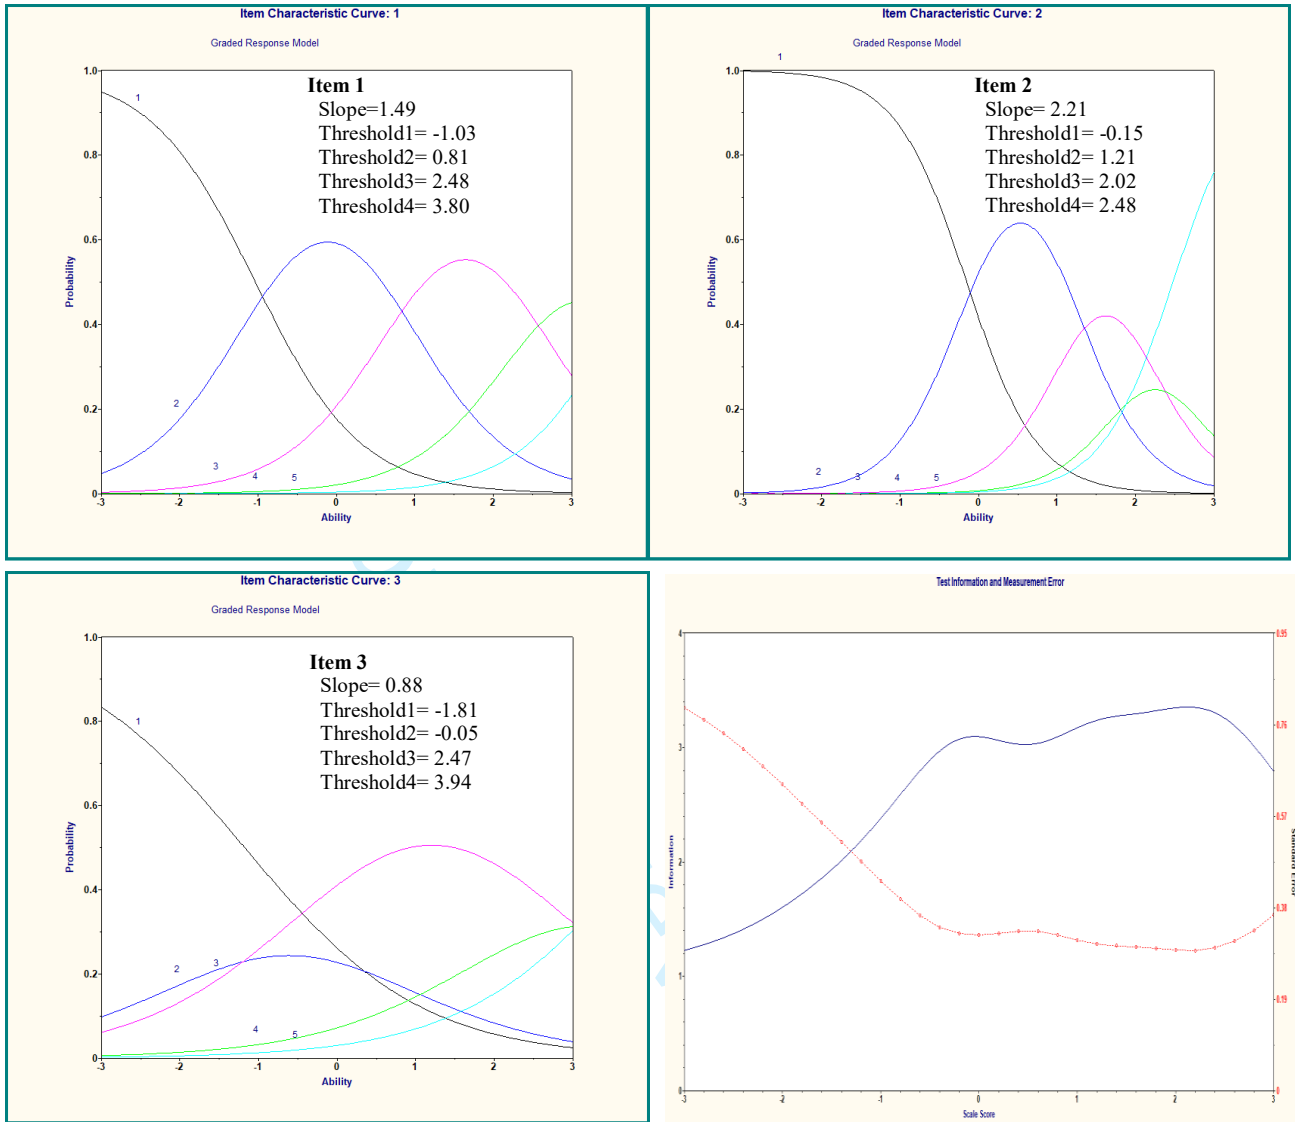 Item Characteristic Curve: 1
Graded Response Model
Item 1
Slope=1.49
Threshold1= -1.03
Threshold2= 0.81
Threshold3= 2.48
Threshold4= 3.80
1.0
0.8
0.6
0.4
0.2
0
Probability
1
2
3
4
5
-3
-2
-1
0
1
2
3
Ability
Item Characteristic Curve: 2
Graded Response Model
Item 2
Slope= 2.21
Threshold1= -0.15
Threshold2= 1.21
Threshold3= 2.02
Threshold4= 2.48
1.0
0.8
0.6
0.4
0.2
0
Probability
1
2
3
4
5
-3
-2
-1
0
1
2
3
Ability
Item Characteristic Curve: 3
Graded Response Model
Item 3
Slope= 0.88
Threshold1= -1.81
Threshold2= -0.05
Threshold3= 2.47
Threshold4= 3.94
1.0
0.8
0.6
0.4
0.2
0
Probability
1
2
3
4
5
-3
-2
-1
0
1
2
3
Ability
Test Information and Measurement Error
4
3
2
1
0
Information
0.95
0.76
0.57
0.38
0.19
0
Standard Error
-3
-2
-1
0
1
2
3
Scale Score